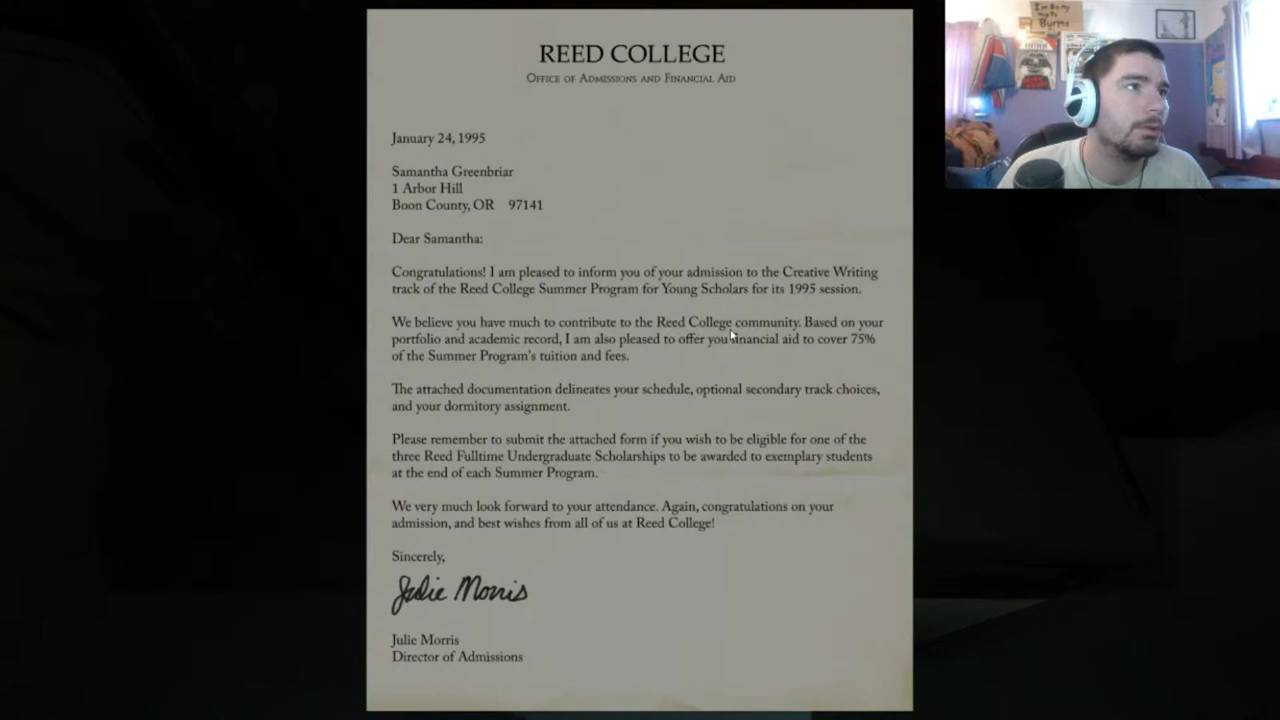 REED COLLEGE
OFFICE OF ADMISSIONS AND FINANCIAL AID
January 24, 1995
Samantha Greenbriar
1 Arbor Hill
Boon County, OR 97141
Dear Samantha:
Congratulations! I am pleased to inform you of your admission to the Creative Writing
track of the Reed College Summer Program for Young Scholars for its 1995 session.
We believe you have much to contribute to the Reed College community. Based on your
portfolio and academic record, I am also pleased to offer you financial aid to cover 75%
of the Summer Program's tuition and fees.
The attached documentation delineates your schedule, optional secondary track choices,
and your dormitory assignment.
Please remember to submit the attached form if you wish to be eligible for one of the
three Reed Fulltime Undergraduate Scholarships to be awarded to exemplary students
at the end of each Summer Program.
We very much look forward to your attendance. Again, congratulations on your
admission, and best wishes from all of us at Reed College!
Sincerely,
Julie Morris
Julie Morris
Director of Admissions